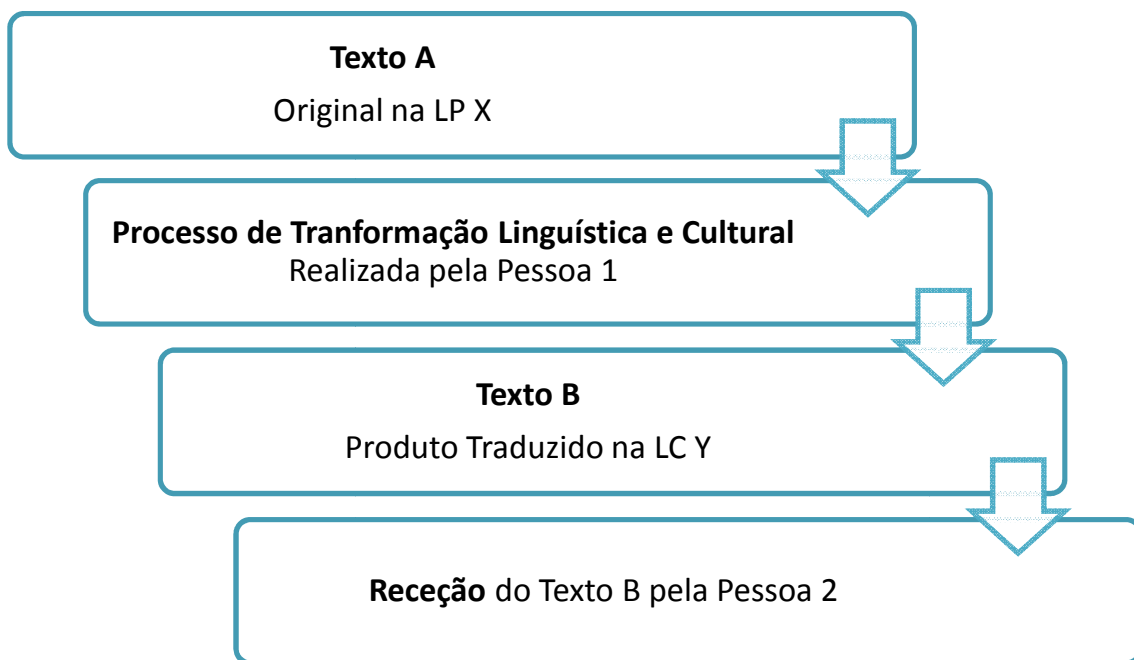 Texto A
Original na LP X
Processo de Tranformação Linguística e Cultural
Realizada pela Pessoa 1
Texto B
Produto Traduzido na LC Y
Receção do Texto B pela Pessoa 2